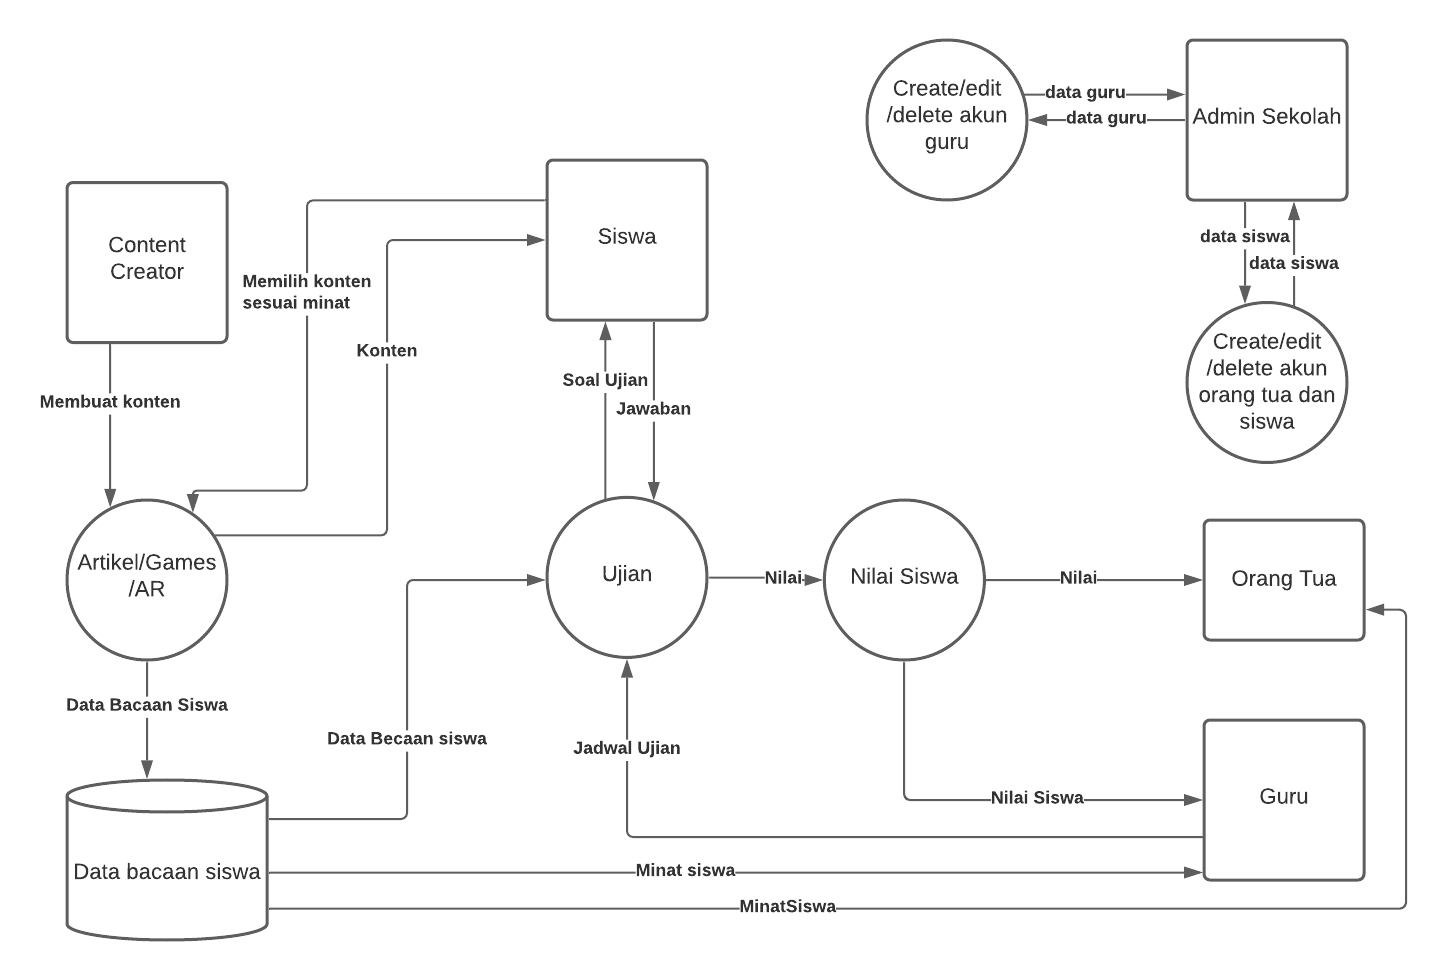 Create/edit
/delete akun
guru
data guru
data guru
Admin Sekolah
Content
Creator
Siswa
data siswa
data siswa
Memilih konten
sesuai minat
Konten
Create/edit
/delete akun
orang tua dan
siswa
Membuat konten
Soal Ujian
Jawaban
Artikel/Games
/AR
Ujian
Nilai
Nilai Siswa
Nilai
Orang Tua
Data Bacaan Siswa
Data Becaan siswa
Jadwal Ujian
Nilai Siswa
Guru
Data bacaan siswa
Minat siswa
MinatSiswa